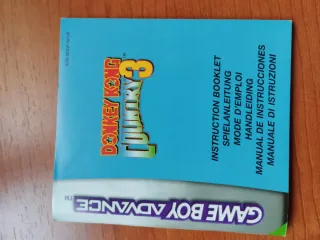 DONKEY KONG
COUNTRY 3
INSTRUCTION BOOKLET
SPIELANLEITUNG
MODE D'EMPLOI
HANDLEIDING
MANUAL DE INSTRUCCIONES
MANUALE DI ISTRUZIONI
GAME BOY ADVANCE